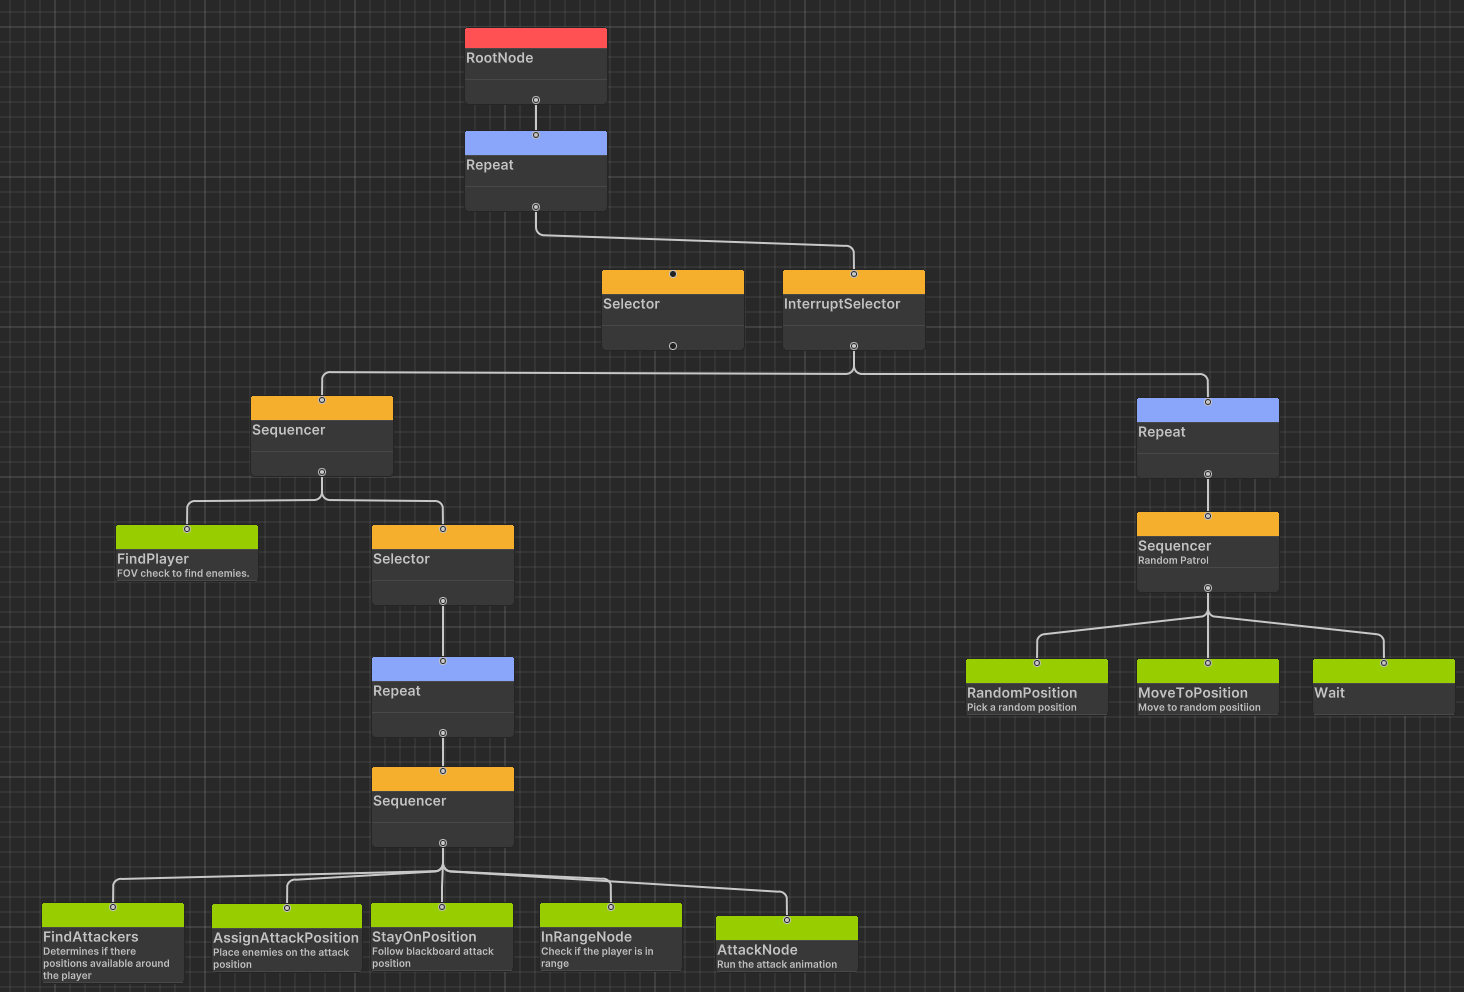 RootNode
Repeat
Selector
InterruptSelector
Sequencer
Repeat
FindPlayer
FOV check to find enemies.
Selector
Sequencer
Random Patrol
Repeat
RandomPosition
Pick a random position
MoveToPosition
Move to random positiion
Wait
Sequencer
FindAttackers
Determines if there
positions available around
the player
AssignAttackPosition
Place enemies on the attack
position
StayOnPosition
Follow blackboard attack
position
InRangeNode
Check if the player is in
range
AttackNode
Run the attack animation